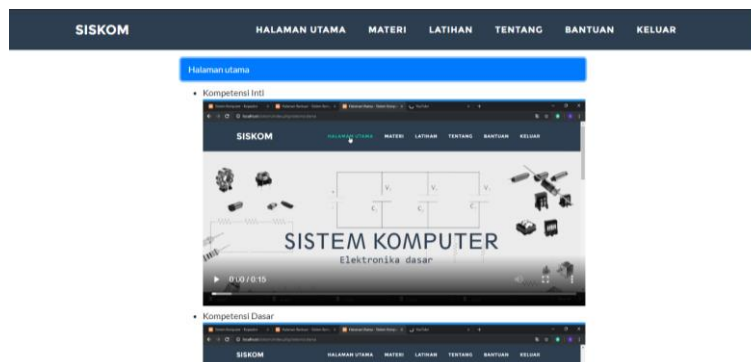 SISKOM HALAMAN UTAMA MATERI LATIHAN TENTANG BANTUAN KELUAR
Halaman utama
Kompetensi Inti
SISKOM HALAMAN UTAMA MATERI LATIHAN TENTANG BANTUAN KELUAR
SISTEM KOMPUTER
Elektronika dasar
0:00 / 0:15
Kompetensi Dasar
SISKOM HALAMAN UTAMA MATERI LATIHAN TENTANG BANTUAN KELUAR